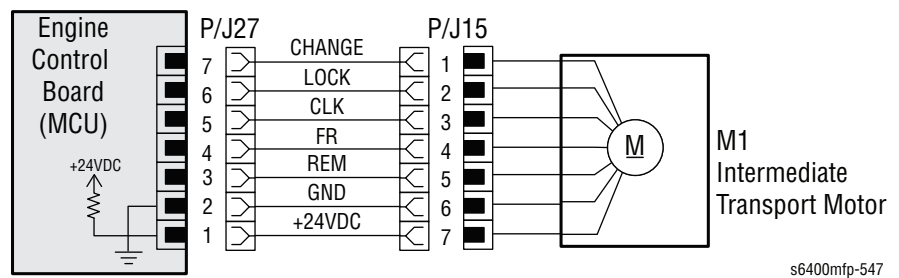 Engine
Control
Board
(MCU)
+24VDC
P/J27
7
6
5
4
3
2
1
CHANGE
LOCK
CLK
FR
REM
GND
+24VDC
P/J15
1
2
3
4
5
6
7
M
M1
Intermediate
Transport Motor
s6400mfp-547